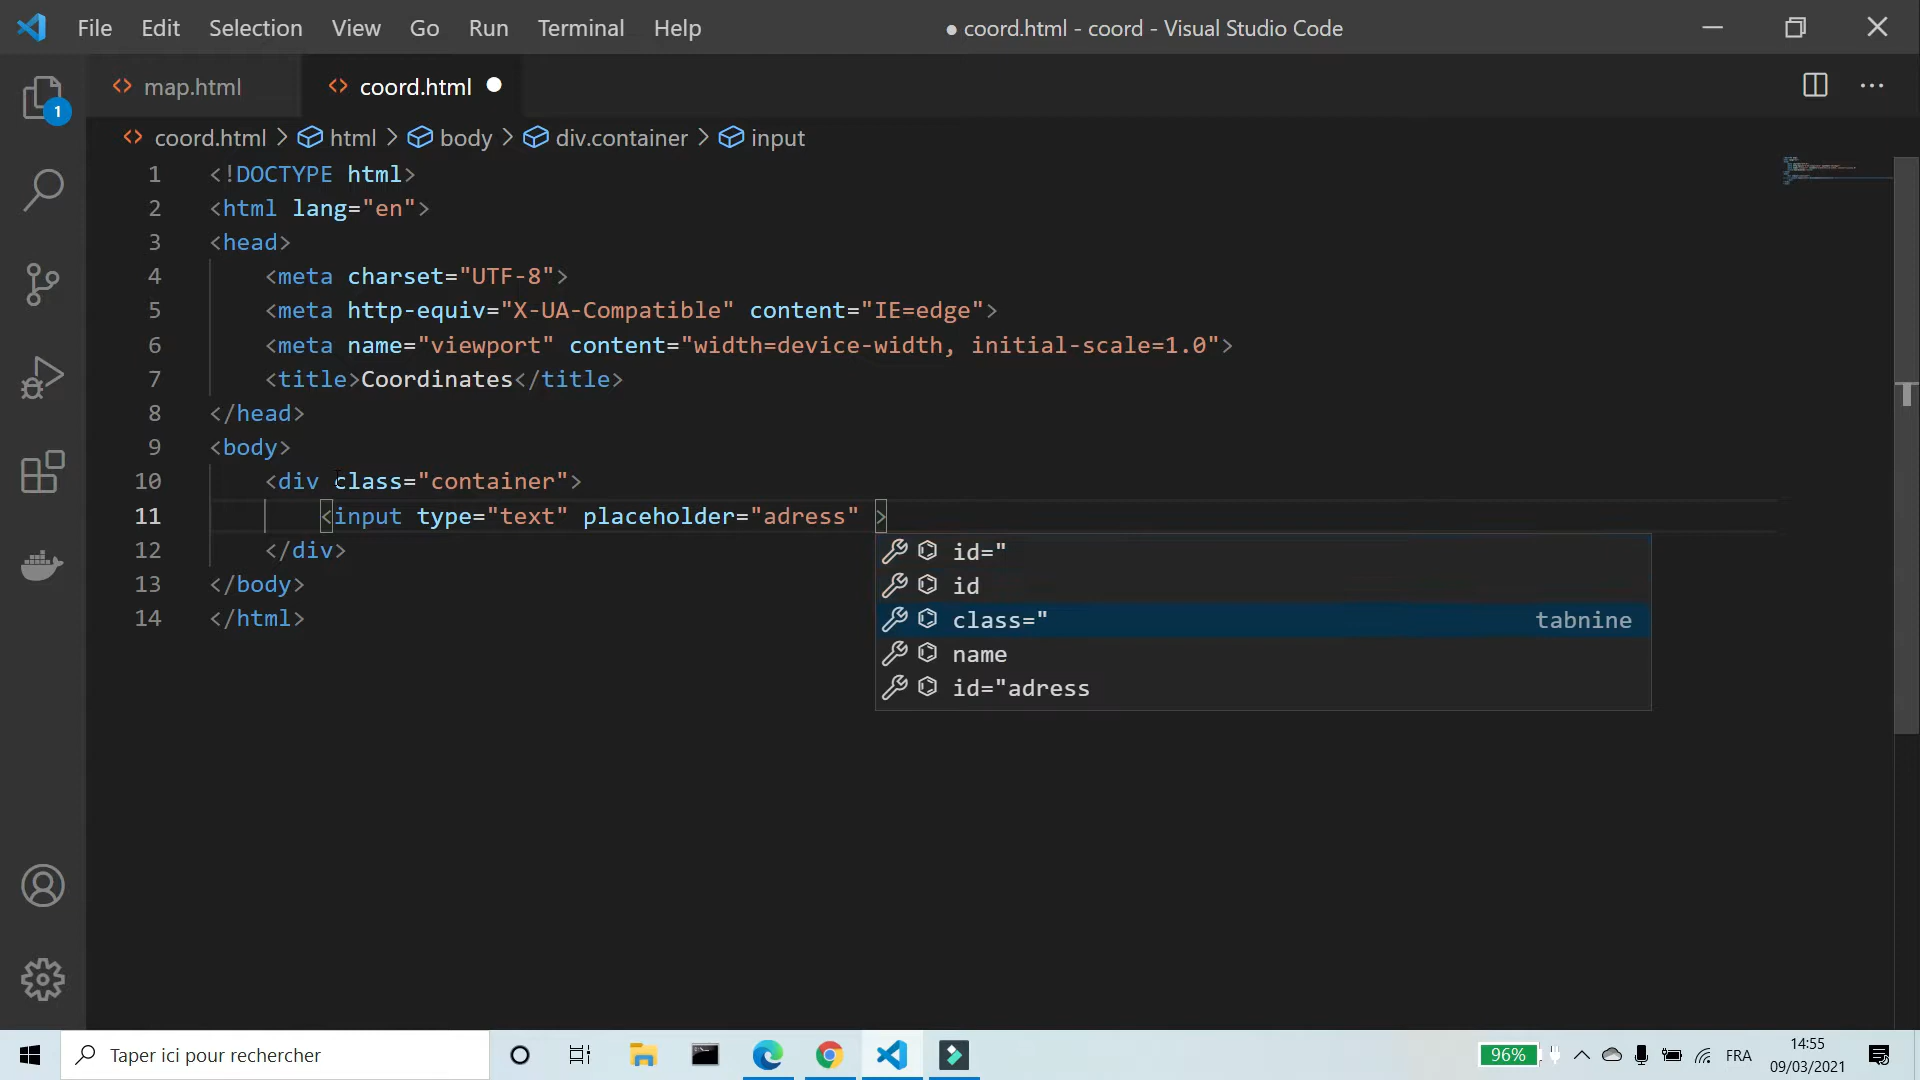 File Edit Selection View Go Run Terminal Help
● coord.html - coord - Visual Studio Code
map.html
coord.html
1
coord.html > html > body > div.container > input
1 <!DOCTYPE html>
2 <html lang="en">
3 <head>
4 <meta charset="UTF-8">
5 <meta http-equiv="X-UA-Compatible" content="IE=edge">
6 <meta name="viewport" content="width=device-width, initial-scale=1.0">
7 <title>Coordinates</title>
8 </head>
9 <body>
10 <div class="container">
11 <input type="text" placeholder="adress" >
12 </div>
13 </body>
14 </html>
id="
id
class=" tabnine
name
id="adress
Taper ici pour rechercher
96%
FRA
14:55
09/03/2021